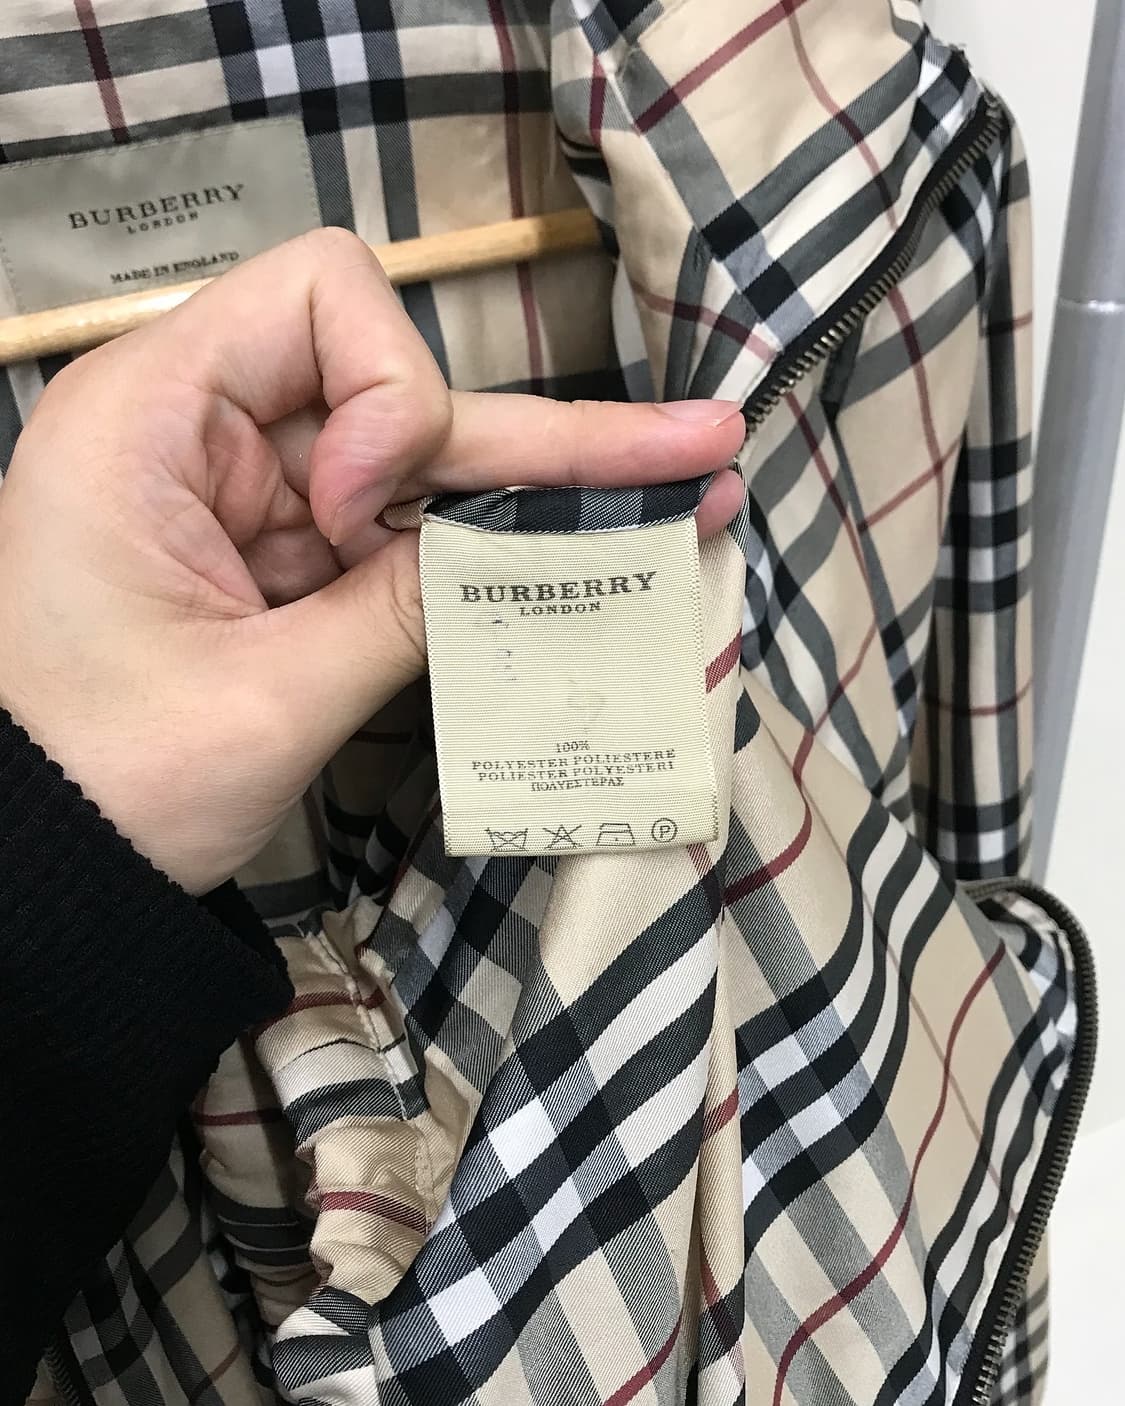 BURBERRY
LONDON
MADE IN ENGLAND
BURBERRY
LONDON
100%
POLYESTER POLIESTERE
POLIESTER POLYESTERI
ΠΟΛΥΕΣΤΕΡΑΣ
P